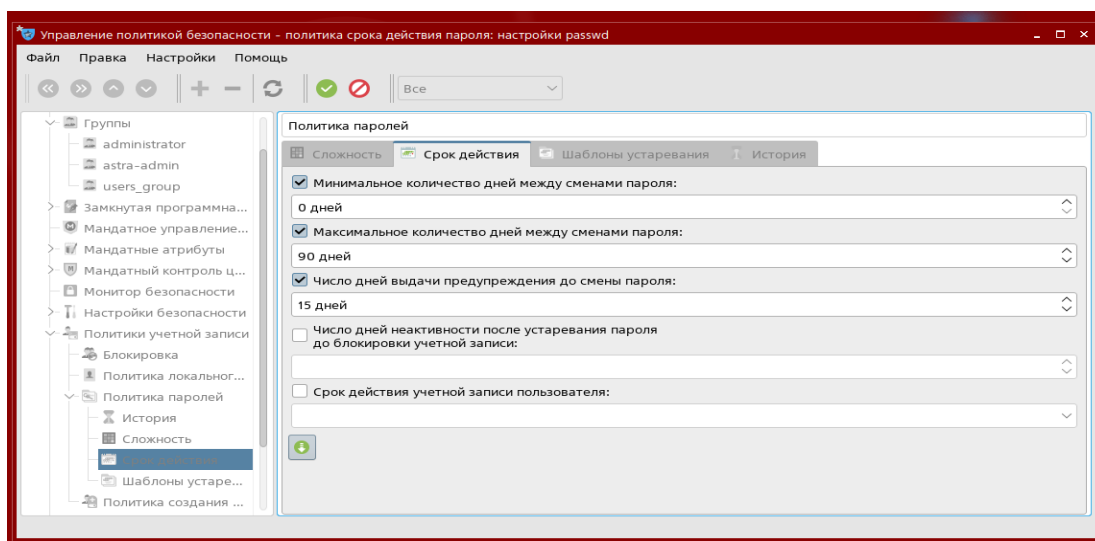 Управление политикой безопасности – политика срока действия пароля: настройки passwd
Файл Правка Настройки Помощь
Все
Группы
administrator
astra-admin
users_group
Замкнутая программна...
Мандатное управление...
Мандатные атрибуты
Мандатный контроль ц...
Монитор безопасности
Настройки безопасности
Политики учетной записи
Блокировка
Политика локальног...
Политика паролей
История
Сложность
Срок действия
Шаблоны устаре...
Политика создания ...
Политика паролей
Сложность Срок действия Шаблоны устаревания История
Минимальное количество дней между сменами пароля:
0 дней
Максимальное количество дней между сменами пароля:
90 дней
Число дней выдачи предупреждения до смены пароля:
15 дней
Число дней неактивности после устаревания пароля
до блокировки учетной записи:
Срок действия учетной записи пользователя: